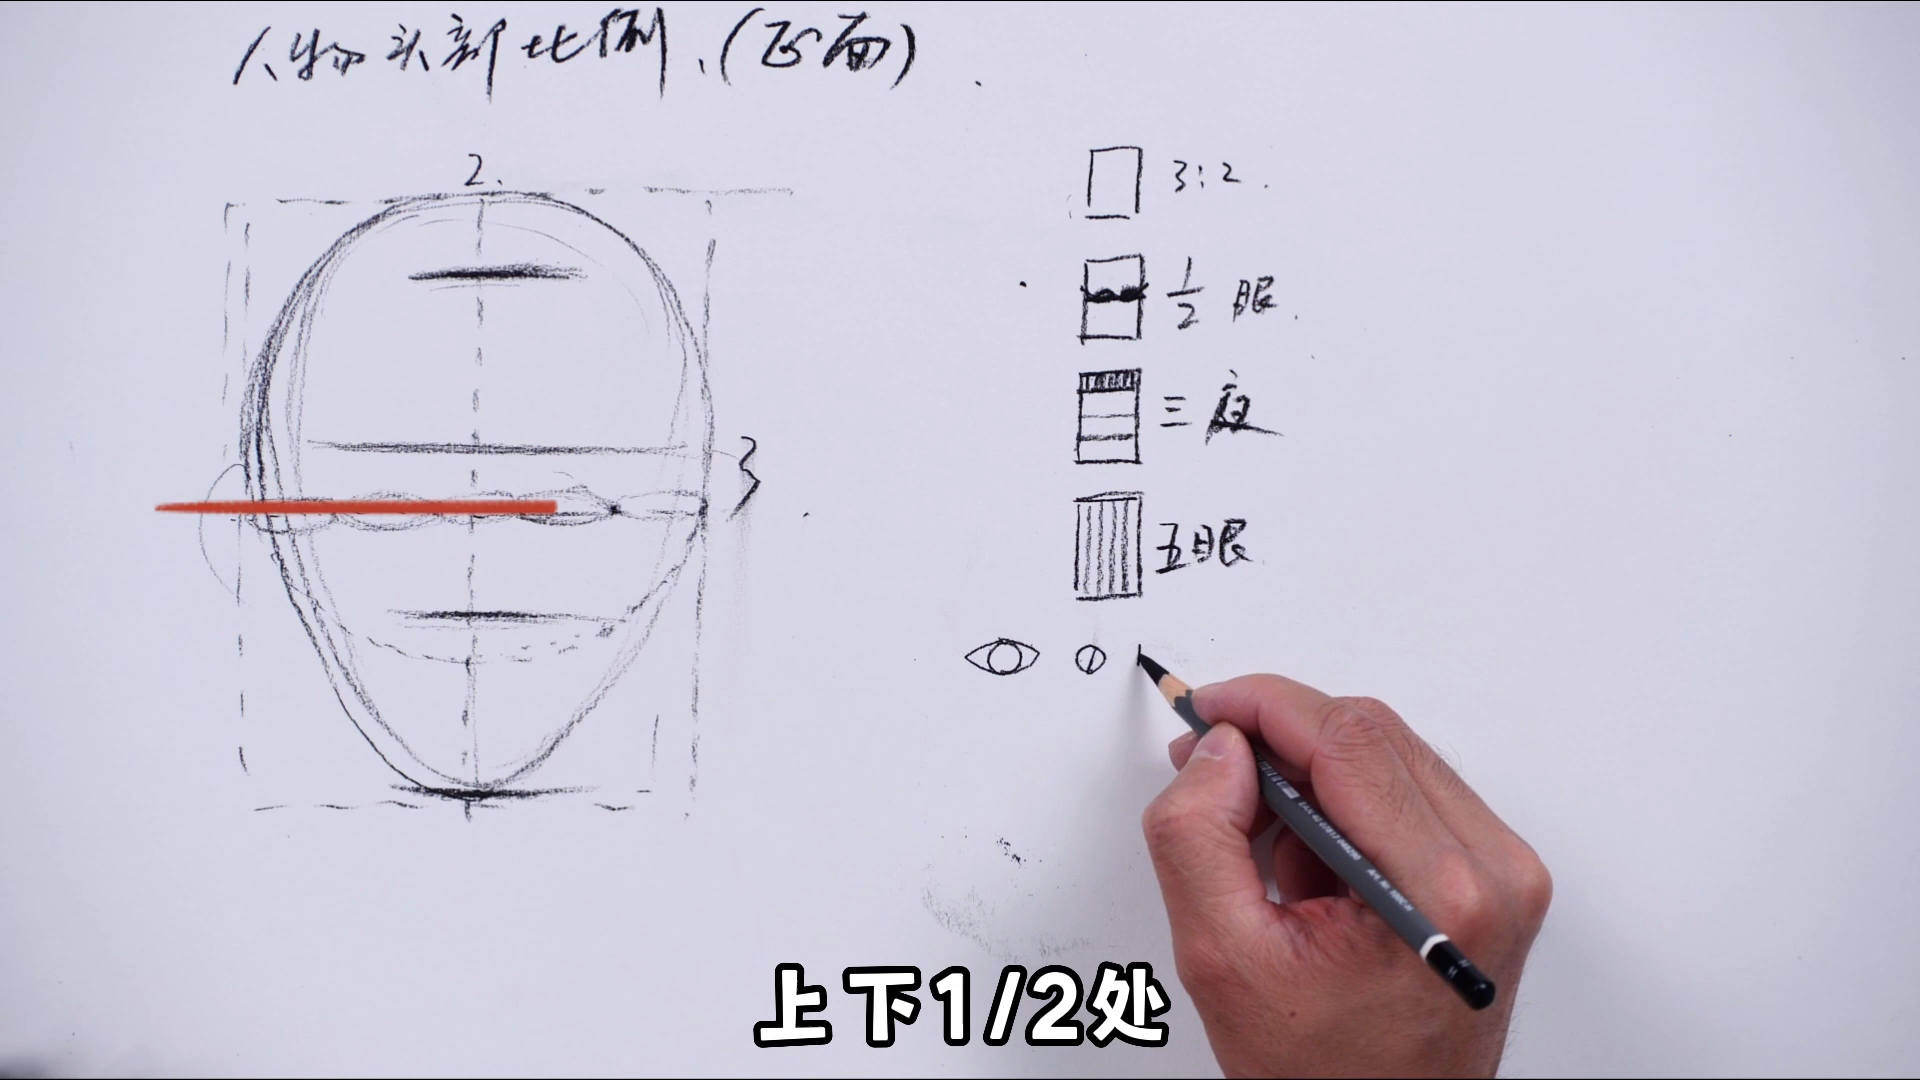 人物头部比例、(正面).
2.
3
3:2.
1/2 眼.
三庭
五眼
上下1/2处